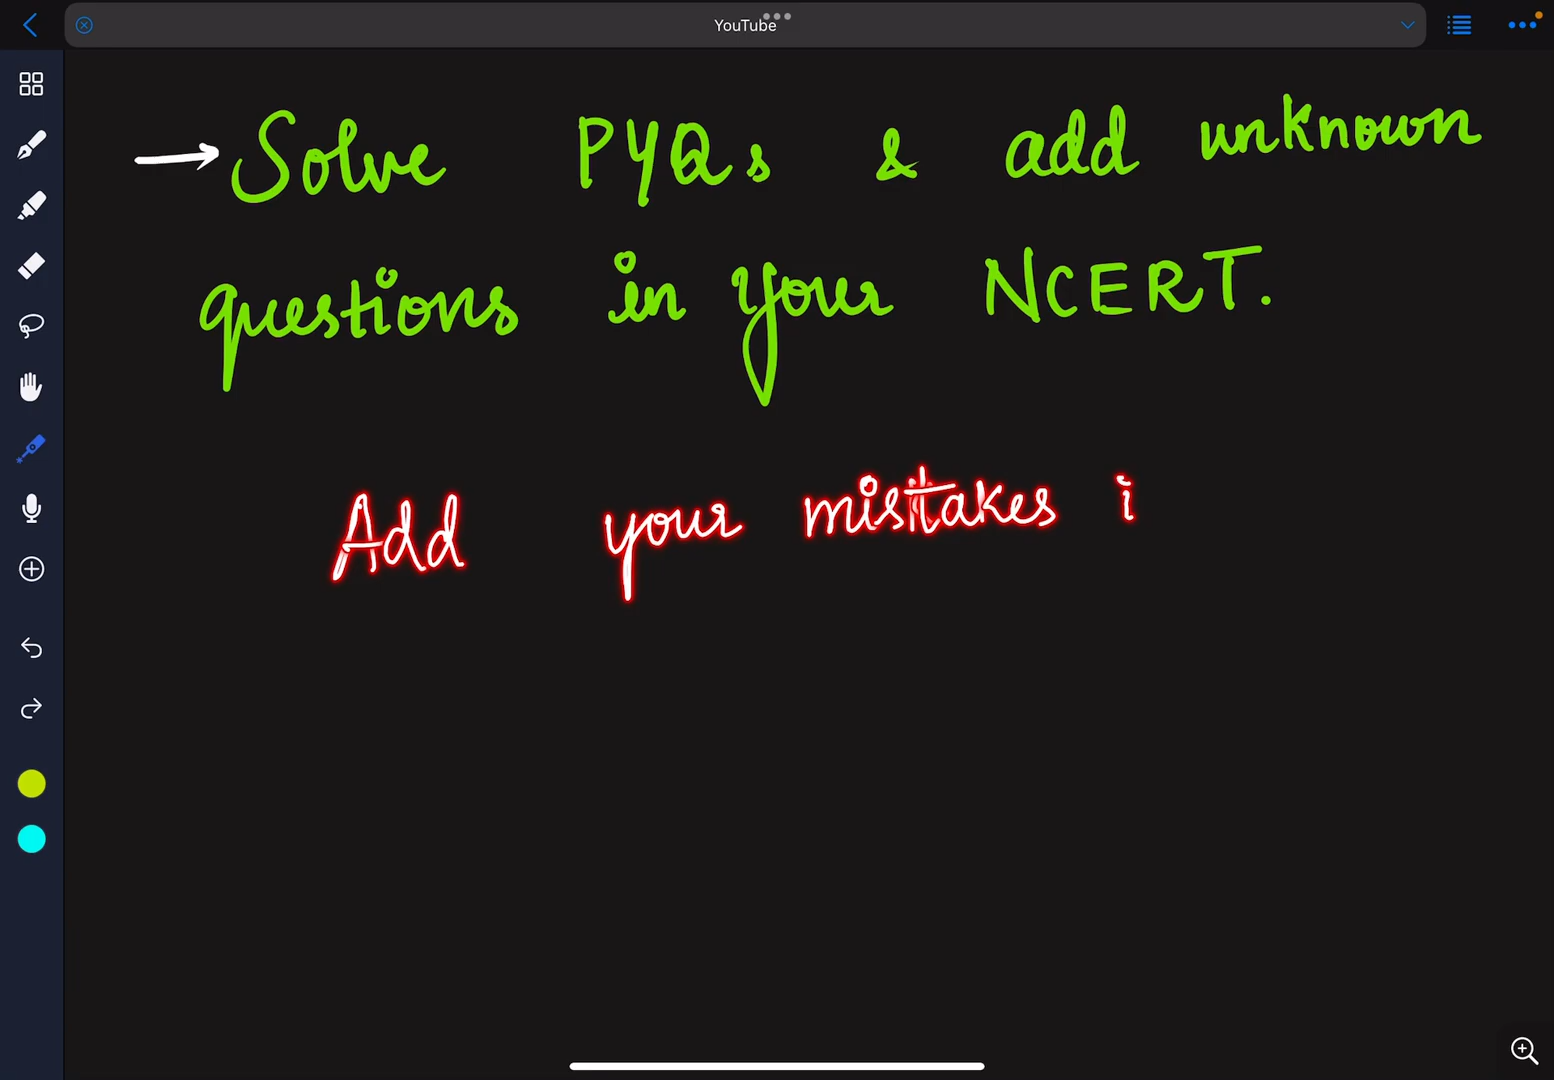 YouTube
→ Solve PYQs & add unknown
questions in your NCERT.
Add your mistakes i